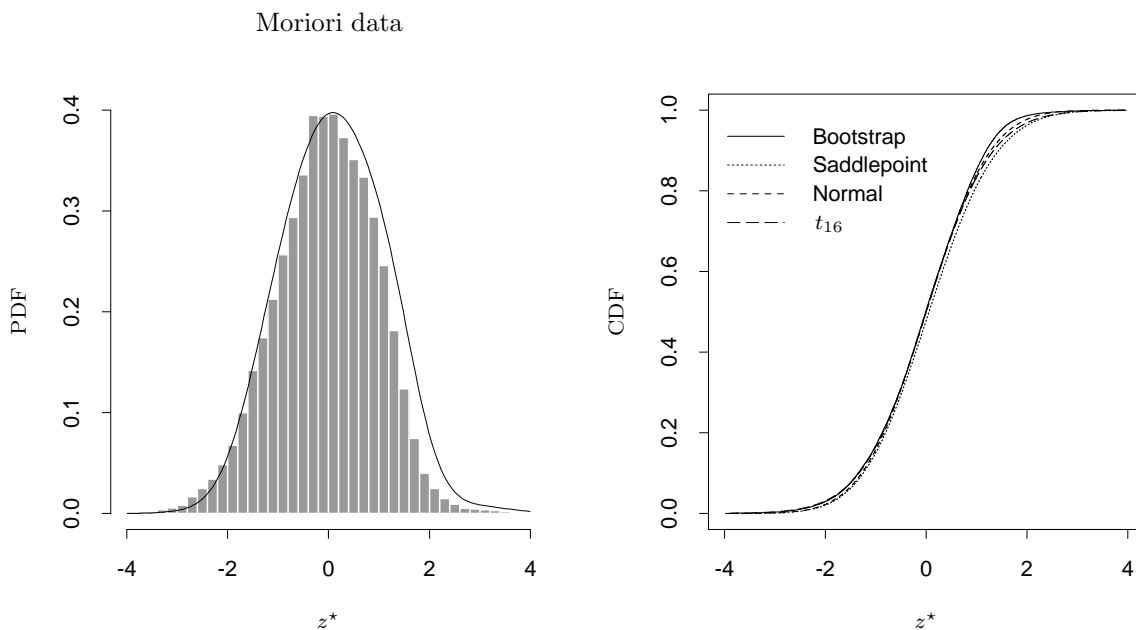 Moriori data
PDF
0.4
0.3
0.2
0.1
0.0
-4 -2 0 2 4
z⋆
CDF
1.0
0.8
0.6
0.4
0.2
0.0
Bootstrap
Saddlepoint
Normal
t₁₆
-4 -2 0 2 4
z⋆